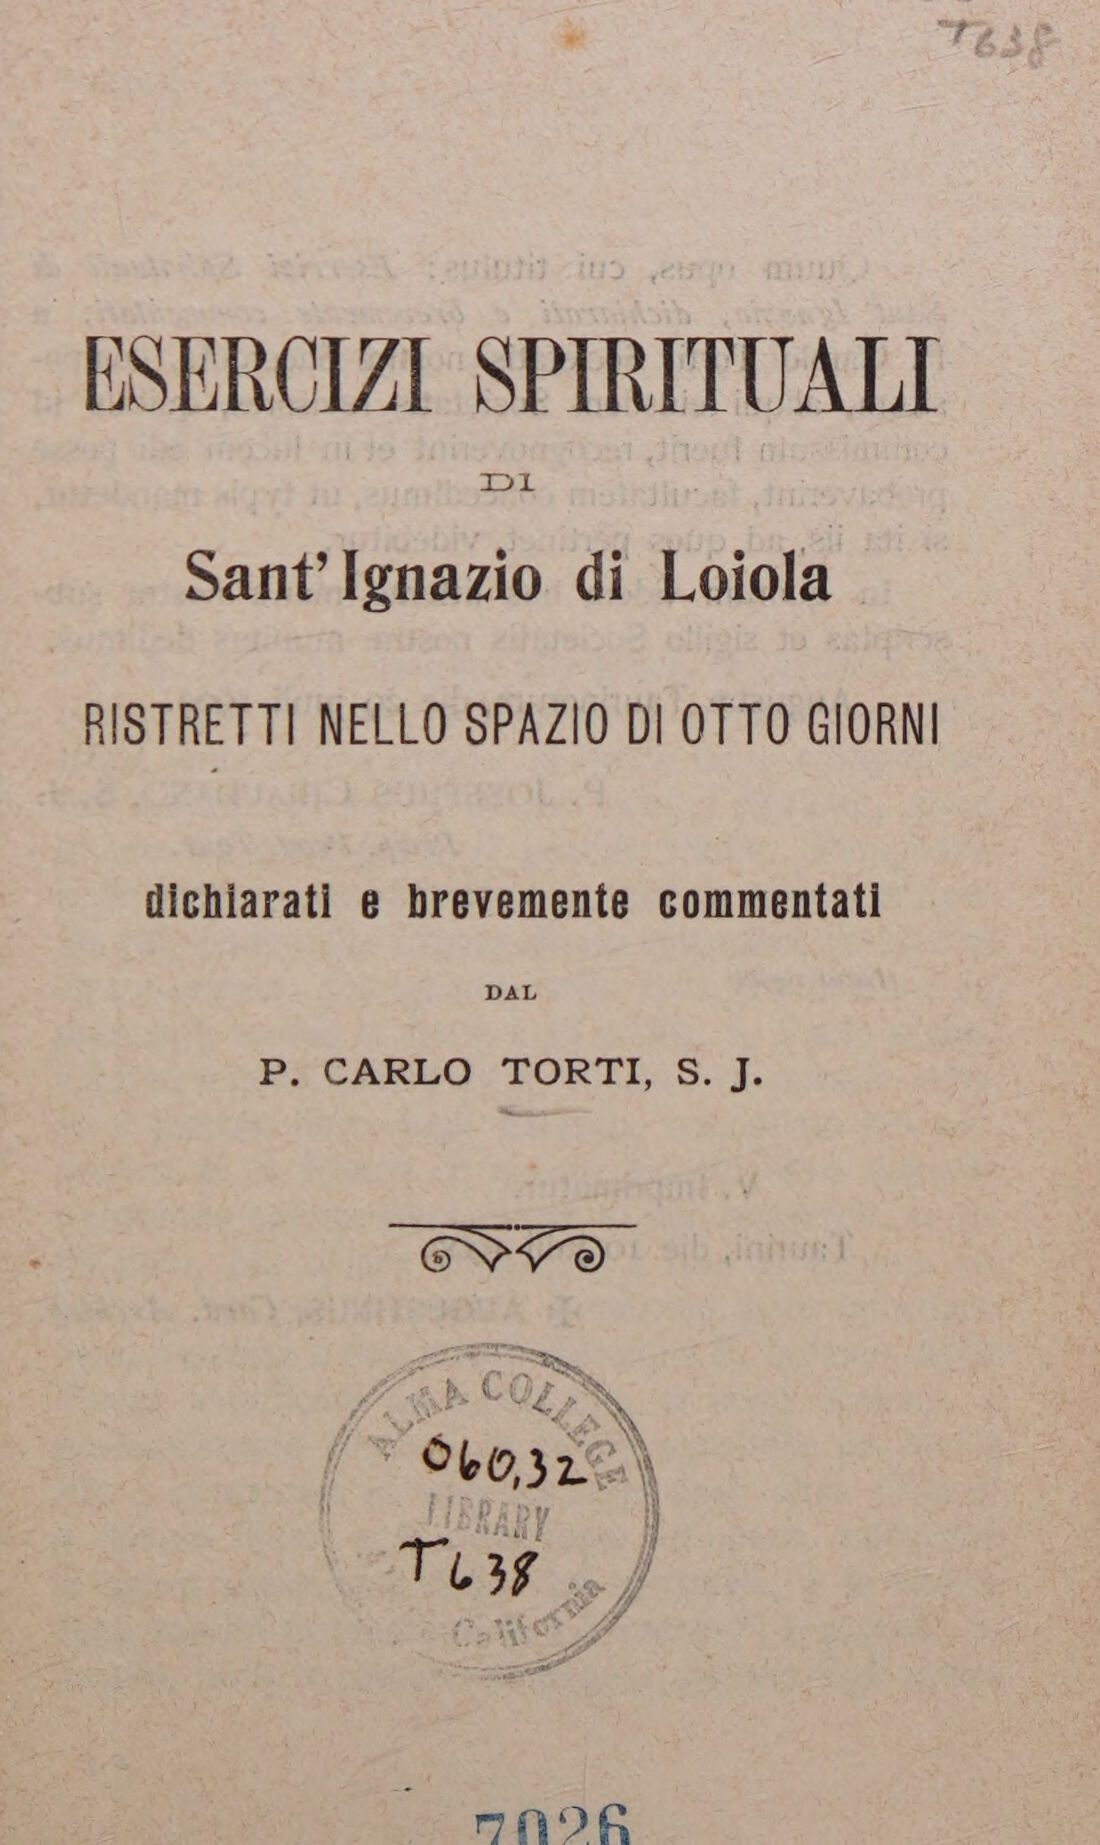 T638
ESERCIZI SPIRITUALI
DI
Sant' Ignazio di Loiola
RISTRETTI NELLO SPAZIO DI OTTO GIORNI
dichiarati e brevemente commentati
DAL
P. CARLO TORTI, S. J.
ALMA COLLEGE
060,32
LIBRARY
T638
California
7026